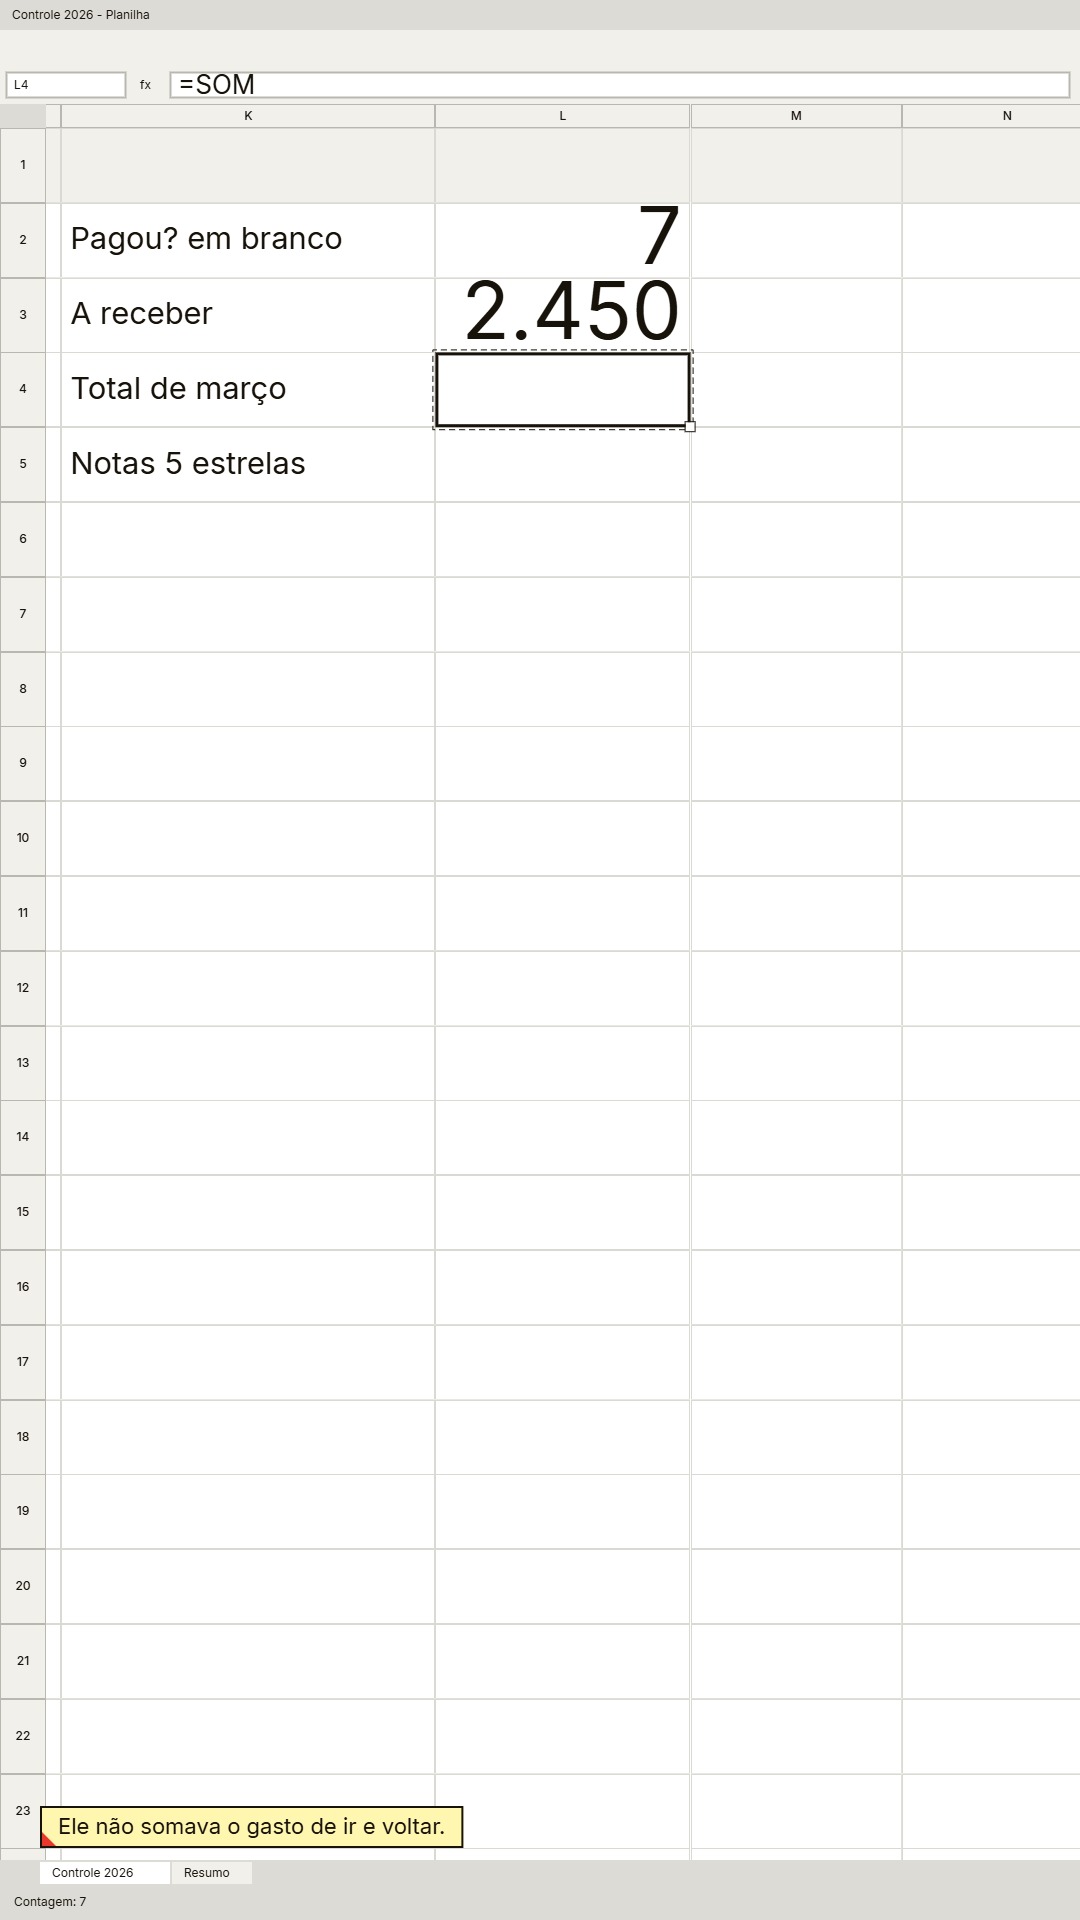 Controle 2026 - Planilha
L4 fx =SOM
K L M N
1
2 Pagou? em branco 7
3 A receber 2.450
4 Total de março
5 Notas 5 estrelas
6
7
8
9
10
11
12
13
14
15
16
17
18
19
20
21
22
23
Ele não somava o gasto de ir e voltar.
Controle 2026 Resumo
Contagem: 7